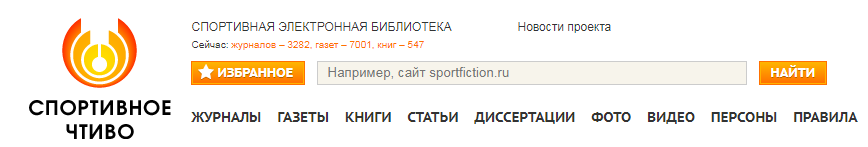 СПОРТИВНОЕ
ЧТИВО
СПОРТИВНАЯ ЭЛЕКТРОННАЯ БИБЛИОТЕКА
Новости проекта
Сейчас: журналов – 3282, газет – 7001, книг – 547
ИЗБРАННОЕ
Например, сайт sportfiction.ru
НАЙТИ
ЖУРНАЛЫ ГАЗЕТЫ КНИГИ СТАТЬИ ДИССЕРТАЦИИ ФОТО ВИДЕО ПЕРСОНЫ ПРАВИЛА